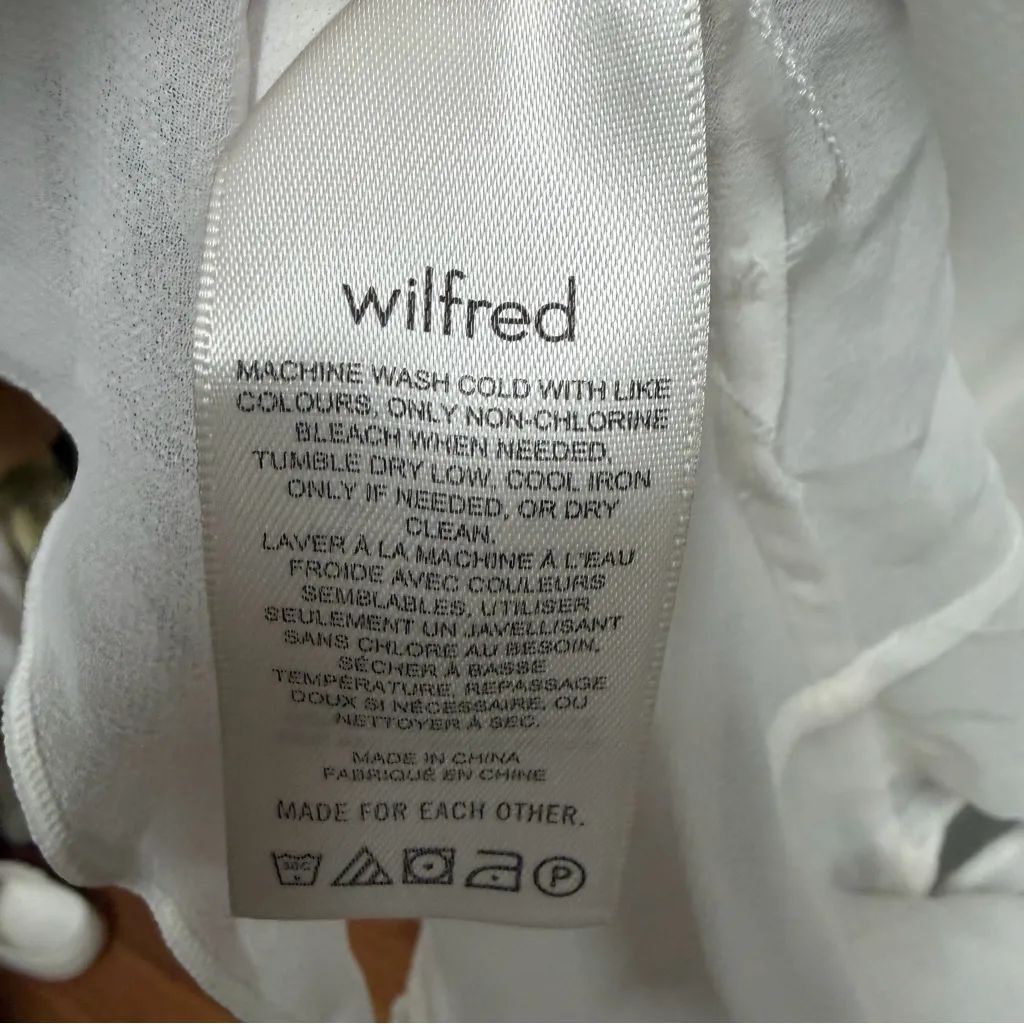 wilfred
MACHINE WASH COLD WITH LIKE
COLOURS, ONLY NON-CHLORINE
BLEACH WHEN NEEDED.
TUMBLE DRY LOW, COOL IRON
ONLY IF NEEDED, OR DRY
CLEAN.
LAVER À LA MACHINE À L'EAU
FROIDE AVEC COULEURS
SEMBLABLES, UTILISER
SEULEMENT UN JAVELLISANT
SANS CHLORE AU BESOIN.
SÉCHER À BASSE
TEMPÉRATURE, REPASSAGE
DOUX SI NÉCESSAIRE, OU
NETTOYER À SEC.
MADE IN CHINA
FABRIQUÉ EN CHINE
MADE FOR EACH OTHER.
30C P